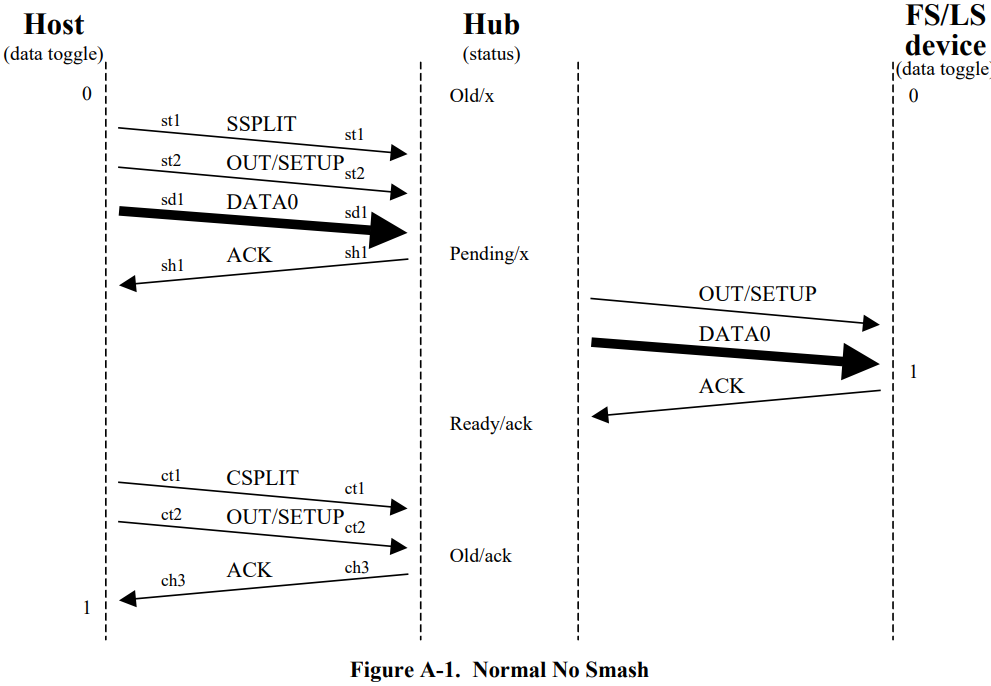 Host
(data toggle)
Hub
(status)
FS/LS
device
(data toggle)
0
Old/x
0
st1 SSPLIT st1
st2 OUT/SETUP st2
sd1 DATA0 sd1
sh1 ACK sh1
Pending/x
OUT/SETUP
DATA0
1
ACK
Ready/ack
ct1 CSPLIT ct1
ct2 OUT/SETUP ct2
Old/ack
ch3 ACK ch3
1
Figure A-1. Normal No Smash